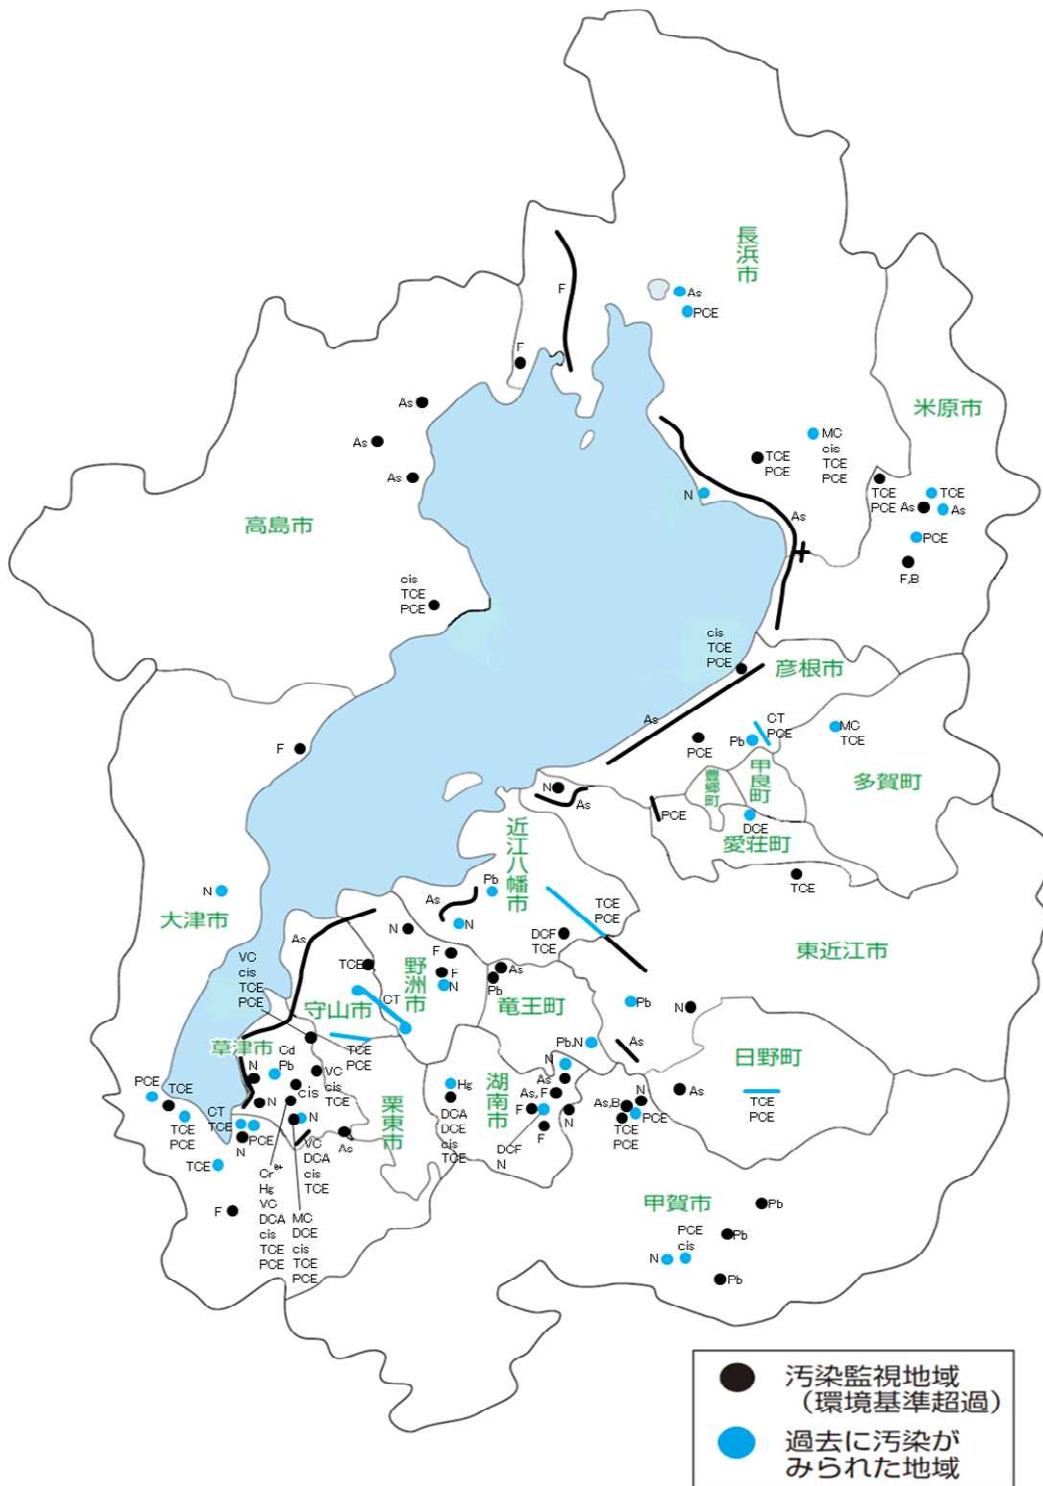 長浜市
F
As
PCE
F
As
米原市
MC
cis
TCE
PCE
As
TCE
PCE
As
TCE
PCE
TCE
As
As
N
As
PCE
高島市
F,B
cis
TCE
PCE
cis
TCE
PCE
彦根市
As
CT
PCE
MC
TCE
F
PCE
Pb
甲良町
豊郷町
多賀町
N
As
PCE
DCE
愛荘町
近江八幡市
TCE
N
Pb
As
TCE
PCE
大津市
N
N
DCF
TCE
As
東近江市
VC
cis
TCE
PCE
TCE
野洲市
F
F
N
As
Pb
CT
守山市
竜王町
Pb
N
草津市
Cd
Pb
TCE
PCE
Pb,N
As
日野町
N
VC
cis
TCE
N
As
As,F
Hg
湖南市
PCE
TCE
cis
N
N
栗東市
DCA
DCE
cis
TCE
F
N
As,B
N
PCE
As
TCE
PCE
CT
TCE
TCE
PCE
PCE
N
As
F
TCE
PCE
VC
DCA
cis
TCE
DCF
N
TCE
Cr6+
Hg
VC
DCA
cis
TCE
PCE
MC
DCE
cis
TCE
PCE
F
甲賀市
Pb
PCE
cis
Pb
N
Pb
汚染監視地域
（環境基準超過）
過去に汚染が
みられた地域